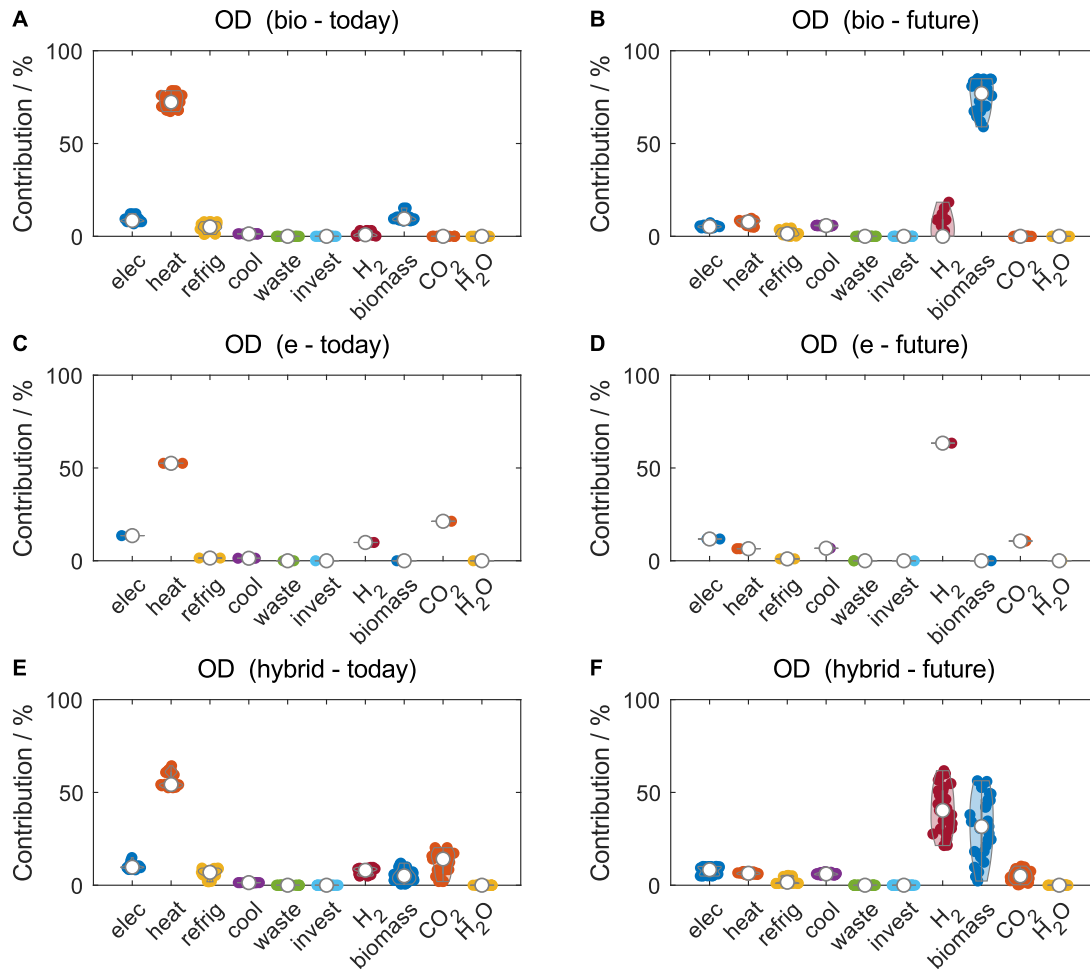 A OD (bio - today)
Contribution / %
100
50
0
elec heat refrig cool waste invest H2 biomass CO2 H2O
B OD (bio - future)
Contribution / %
100
50
0
elec heat refrig cool waste invest H2 biomass CO2 H2O
C OD (e - today)
Contribution / %
100
50
0
elec heat refrig cool waste invest H2 biomass CO2 H2O
D OD (e - future)
Contribution / %
100
50
0
elec heat refrig cool waste invest H2 biomass CO2 H2O
E OD (hybrid - today)
Contribution / %
100
50
0
elec heat refrig cool waste invest H2 biomass CO2 H2O
F OD (hybrid - future)
Contribution / %
100
50
0
elec heat refrig cool waste invest H2 biomass CO2 H2O